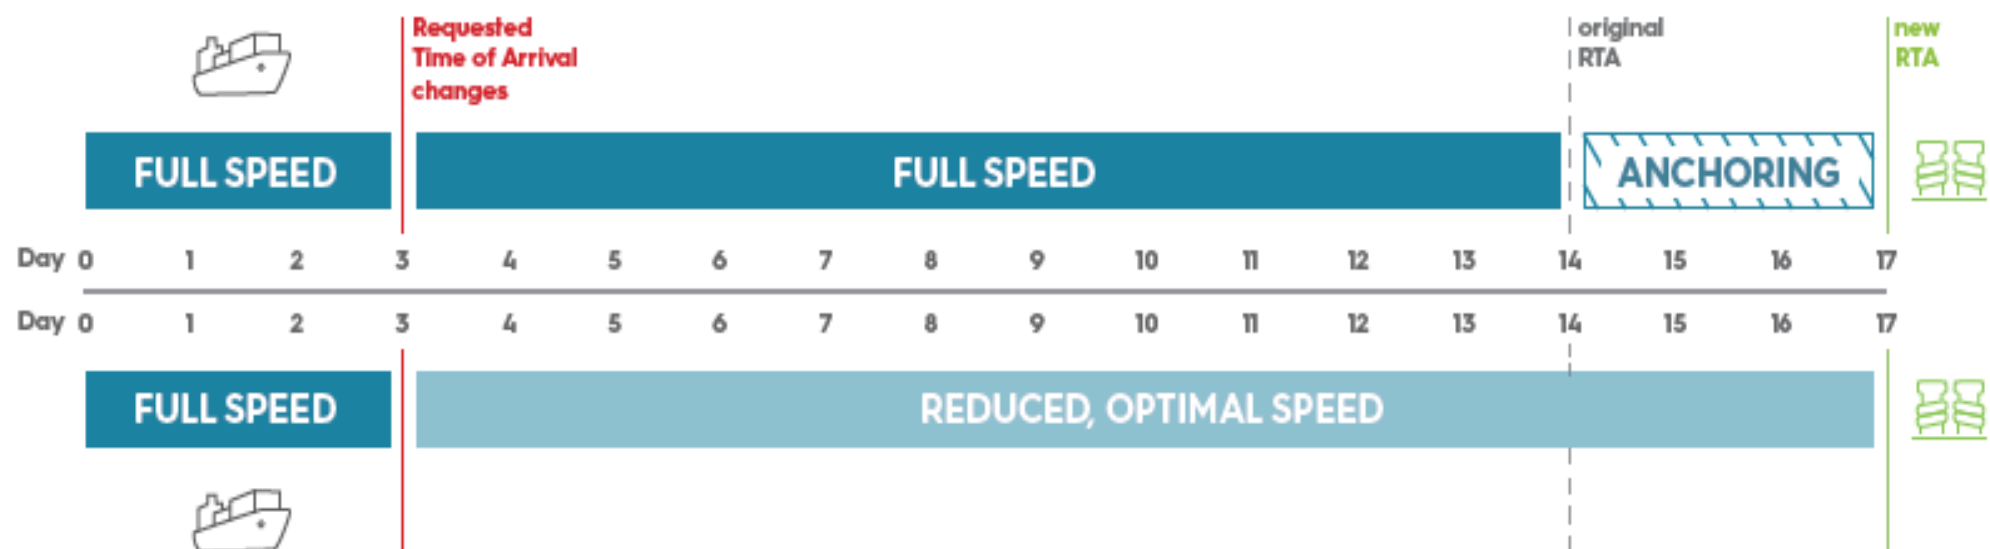 Requested
Time of Arrival
changes
original
RTA
new
RTA
FULL SPEED
FULL SPEED
ANCHORING
Day 0 1 2 3 4 5 6 7 8 9 10 11 12 13 14 15 16 17
Day 0 1 2 3 4 5 6 7 8 9 10 11 12 13 14 15 16 17
FULL SPEED
REDUCED, OPTIMAL SPEED